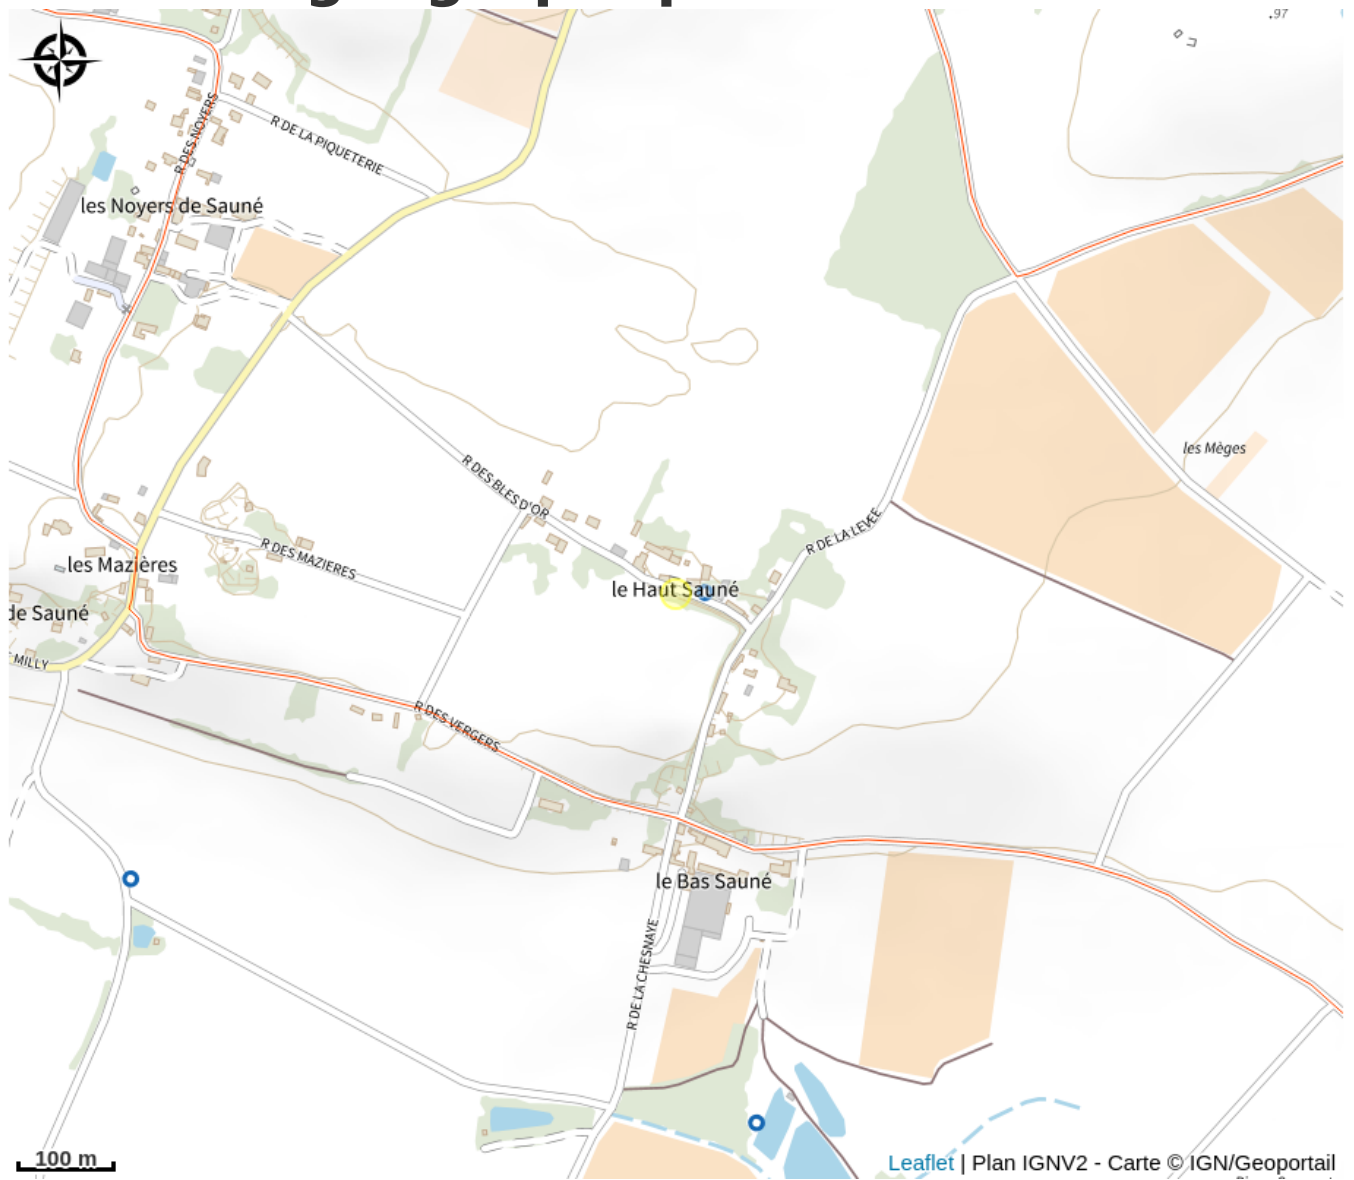 .97
R DES NOYERS
R DE LA PIQUETERIE
les Noyers de Sauné
les Mèges
R DES BLES D'OR
R DE LA LEVEE
R DES MAZIERES
les Mazières
le Haut Sauné
de Sauné
MILLY
R DES VERGERS
le Bas Sauné
R DE LA CHESNAYE
100 m
Leaflet | Plan IGNV2 - Carte © IGN/Geoportail